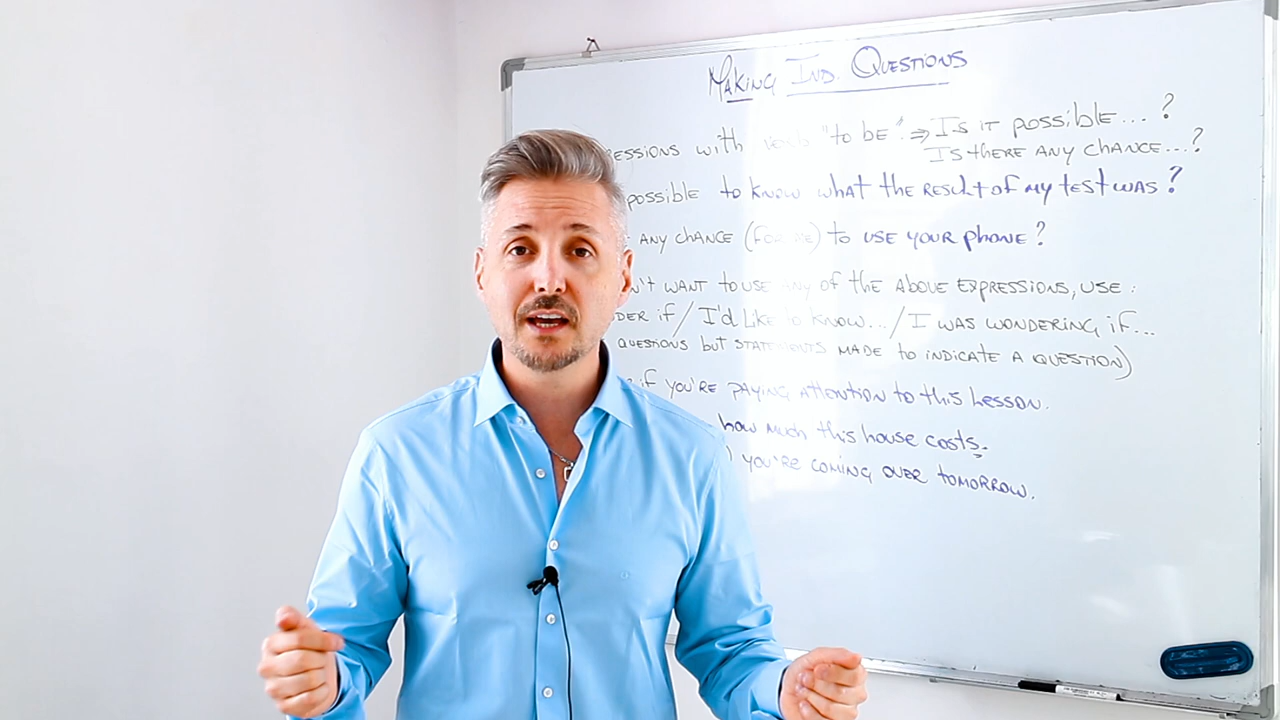 Making Ind. Questions
essions with verb "to be". ⇒ Is it possible...?
Is there any chance...?
possible to know what the result of my test was?
any chance (for me) to use your phone?
n't want to use any of the above expressions, use:
der if / I'd like to know... / I was wondering if...
questions but statements made to indicate a question)
if you're paying attention to this lesson.
how much this house costs.
) you're coming over tomorrow.